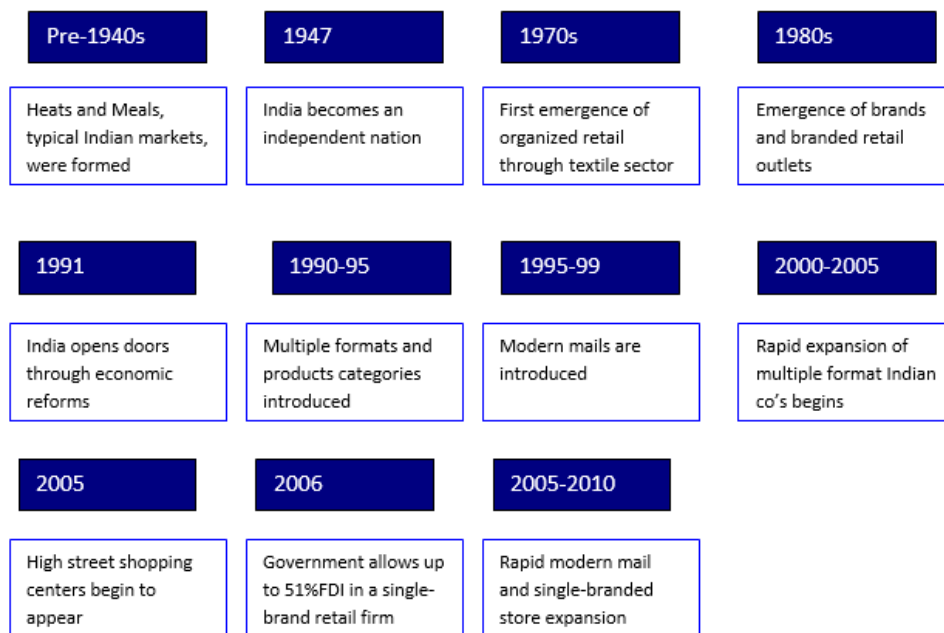 Pre-1940s
Heats and Meals,
typical Indian markets,
were formed
1947
India becomes an
independent nation
1970s
First emergence of
organized retail
through textile sector
1980s
Emergence of brands
and branded retail
outlets
1991
India opens doors
through economic
reforms
1990-95
Multiple formats and
products categories
introduced
1995-99
Modern mails are
introduced
2000-2005
Rapid expansion of
multiple format Indian
co's begins
2005
High street shopping
centers begin to
appear
2006
Government allows up
to 51%FDI in a single-
brand retail firm
2005-2010
Rapid modern mail
and single-branded
store expansion